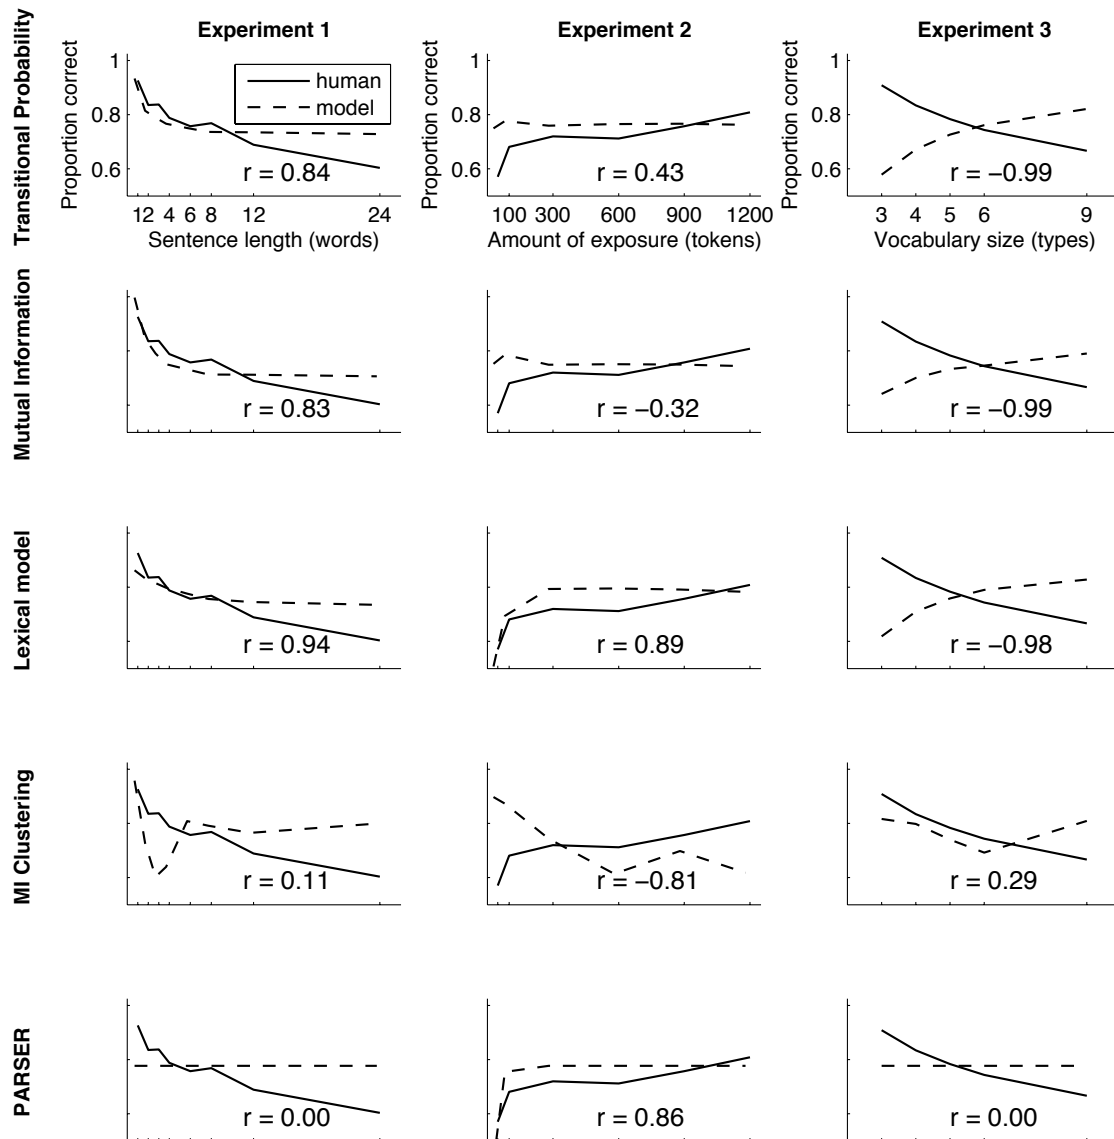 Experiment 1
Experiment 2
Experiment 3
Transitional Probability
Proportion correct
1
0.8
0.6
human
model
r = 0.84
1 2 4 6 8 12 24
Sentence length (words)
Proportion correct
1
0.8
0.6
r = 0.43
100 300 600 900 1200
Amount of exposure (tokens)
Proportion correct
1
0.8
0.6
r = −0.99
3 4 5 6 9
Vocabulary size (types)
Mutual Information
r = 0.83
r = −0.32
r = −0.99
Lexical model
r = 0.94
r = 0.89
r = −0.98
MI Clustering
r = 0.11
r = −0.81
r = 0.29
PARSER
r = 0.00
r = 0.86
r = 0.00